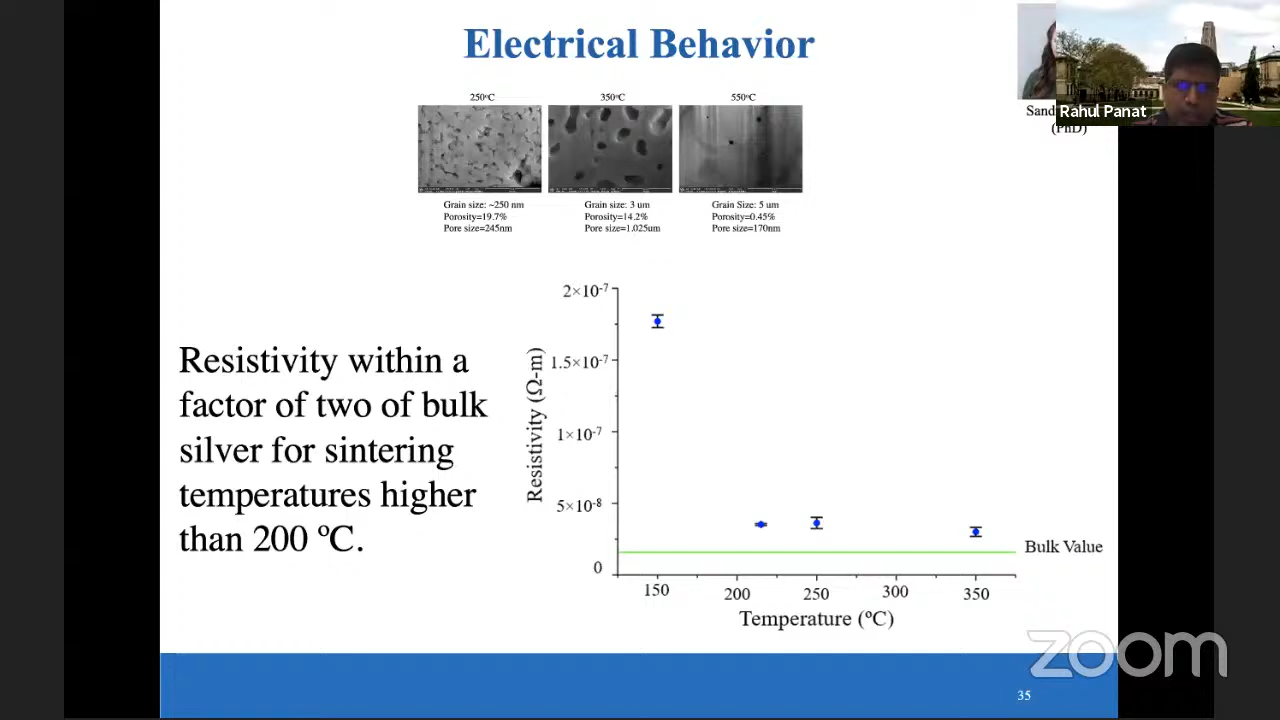 Electrical Behavior
250ºC
350ºC
550ºC
Grain size: ~250 nm
Porosity=19.7%
Pore size=245nm
Grain size: 3 um
Porosity=14.2%
Pore size=1.025um
Grain Size: 5 um
Porosity=0.45%
Pore size=170nm
Sand
(PhD)
Rahul Panat
Resistivity within a
factor of two of bulk
silver for sintering
temperatures higher
than 200 ºC.
Resistivity (Ω-m)
2×10⁻⁷
1.5×10⁻⁷
1×10⁻⁷
5×10⁻⁸
0
Bulk Value
150
200
250
300
350
Temperature (ºC)
zoom
35